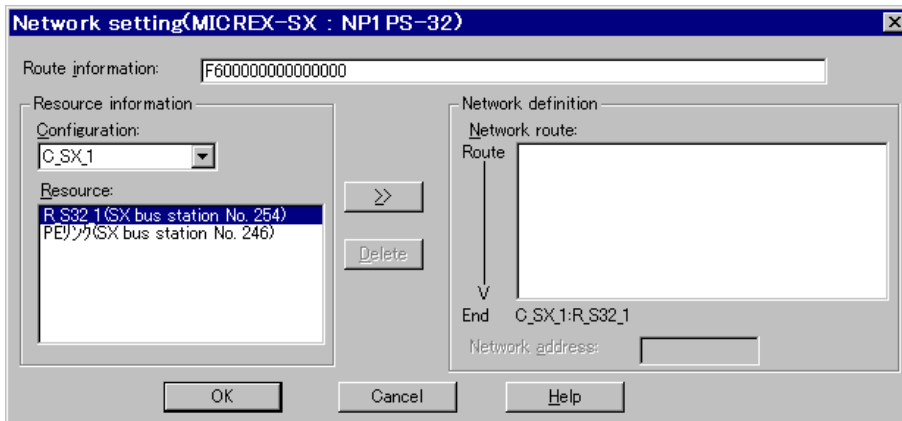 Network setting(MICREX-SX : NP1PS-32)
Route information: F600000000000000
Resource information
Configuration:
C_SX_1
Resource:
R_S32_1(SX bus station No. 254)
PEリンク(SX bus station No. 246)
>>
Delete
Network definition
Network route:
Route
End C_SX_1:R_S32_1
Network address:
OK Cancel Help